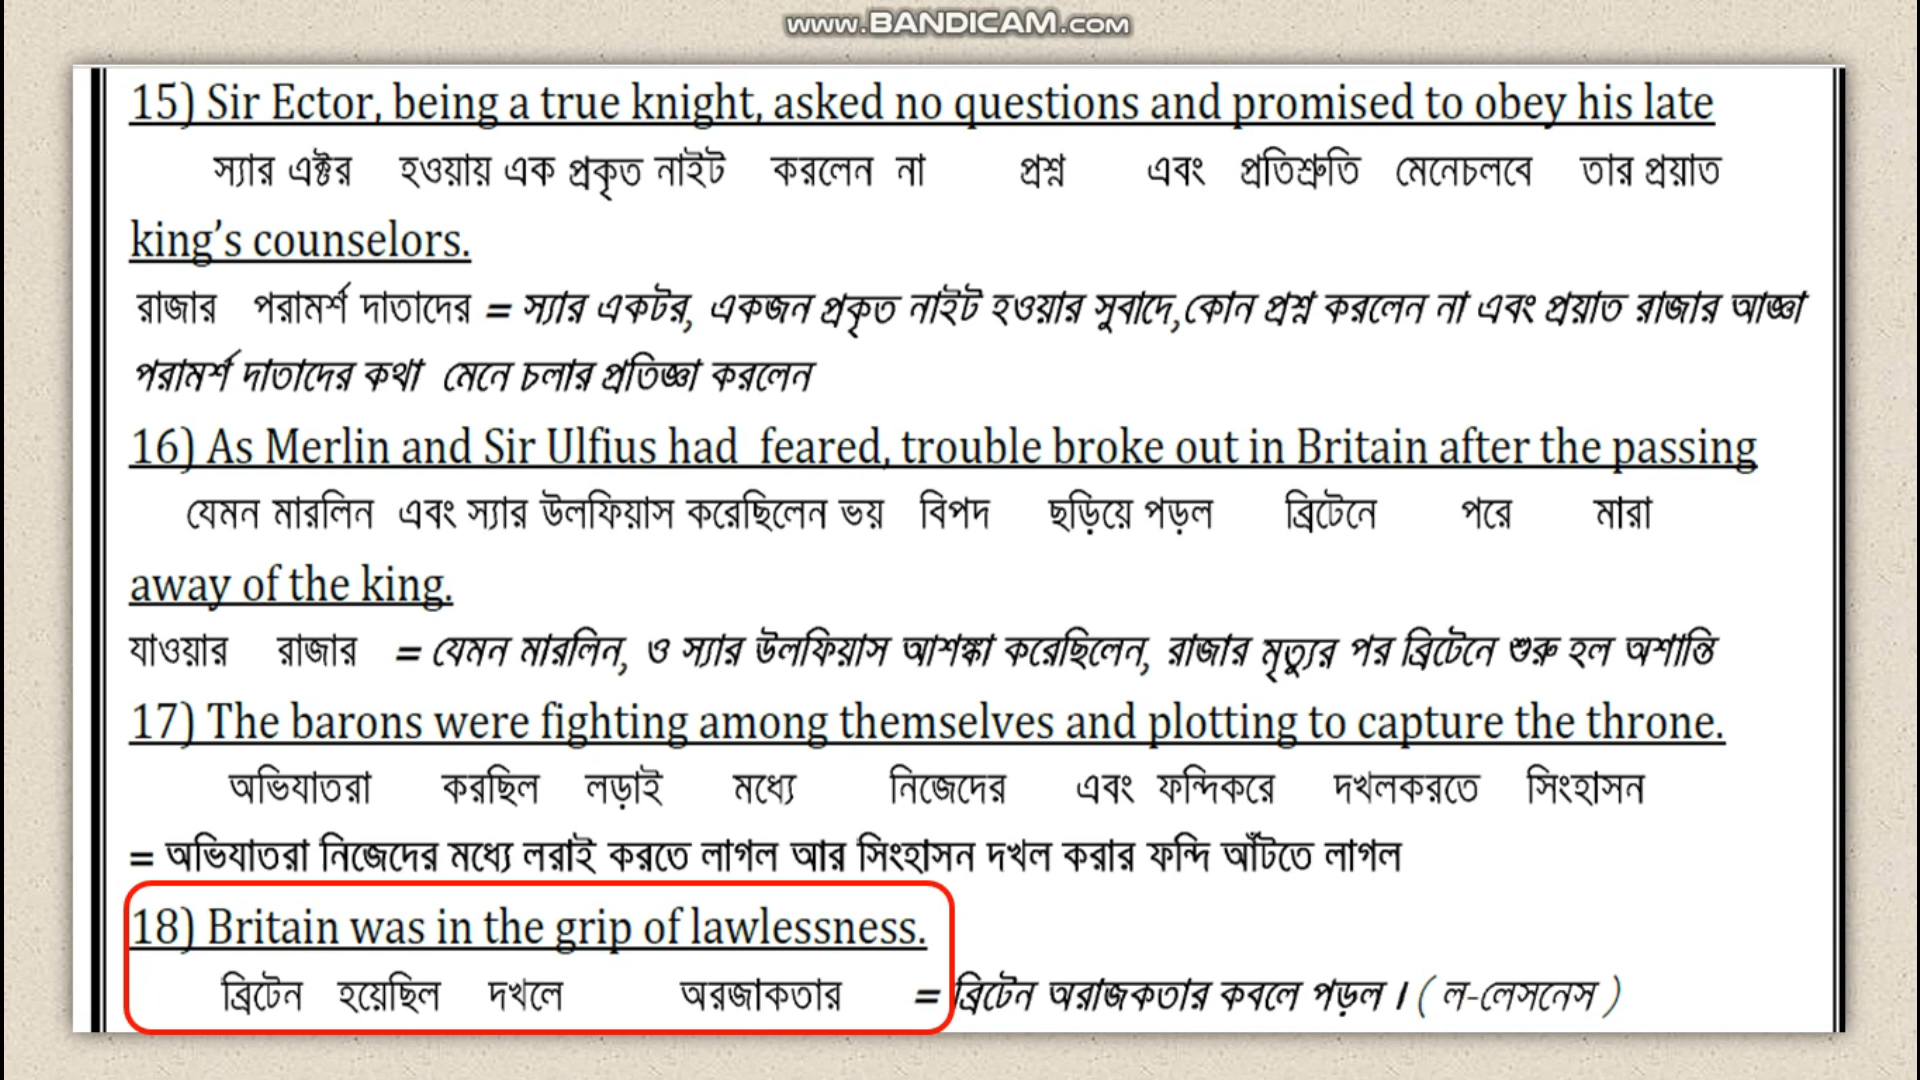 www.BANDICAM.com
15) Sir Ector, being a true knight, asked no questions and promised to obey his late
স্যার এক্টর হওয়ায় এক প্রকৃত নাইট করলেন না প্রশ্ন এবং প্রতিশ্রুতি মেনেচলবে তার প্রয়াত
king’s counselors.
রাজার পরামর্শ দাতাদের = স্যার একটর, একজন প্রকৃত নাইট হওয়ার সুবাদে,কোন প্রশ্ন করলেন না এবং প্রয়াত রাজার আজ্ঞা
পরামর্শ দাতাদের কথা মেনে চলার প্রতিজ্ঞা করলেন
16) As Merlin and Sir Ulfius had feared, trouble broke out in Britain after the passing
যেমন মারলিন এবং স্যার উলফিয়াস করেছিলেন ভয় বিপদ ছড়িয়ে পড়ল ব্রিটেনে পরে মারা
away of the king.
যাওয়ার রাজার = যেমন মারলিন, ও স্যার উলফিয়াস আশঙ্কা করেছিলেন, রাজার মৃত্যুর পর ব্রিটেনে শুরু হল অশান্তি
17) The barons were fighting among themselves and plotting to capture the throne.
অভিযাতরা করছিল লড়াই মধ্যে নিজেদের এবং ফন্দিকরে দখলকরতে সিংহাসন
= অভিযাতরা নিজেদের মধ্যে লরাই করতে লাগল আর সিংহাসন দখল করার ফন্দি আঁটতে লাগল
18) Britain was in the grip of lawlessness.
ব্রিটেন হয়েছিল দখলে অরজাকতার = ব্রিটেন অরাজকতার কবলে পড়ল। ( ল-লেসনেস )